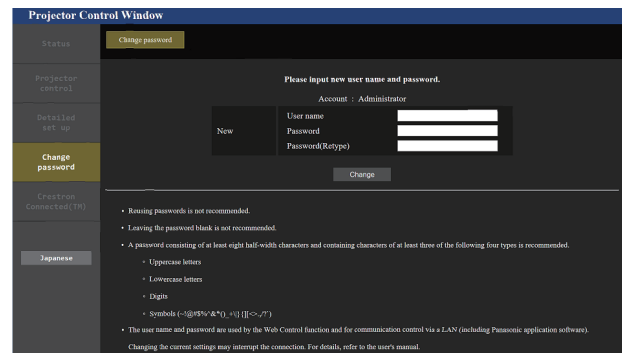 Projector Control Window
Status
Change password
Projector
control
Detailed
set up
Change
password
Crestron
Connected(TM)
Japanese
Please input new user name and password.
Account : Administrator
New
User name
Password
Password(Retype)
Change
• Reusing passwords is not recommended.
• Leaving the password blank is not recommended.
• A password consisting of at least eight half-width characters and containing characters of at least three of the following four types is recommended.
◦ Uppercase letters
◦ Lowercase letters
◦ Digits
◦ Symbols (~!@#$%^&*()_+\|{}[]<>.,/?`)
• The user name and password are used by the Web Control function and for communication control via a LAN (including Panasonic application software).
Changing the current settings may interrupt the connection. For details, refer to the user's manual.